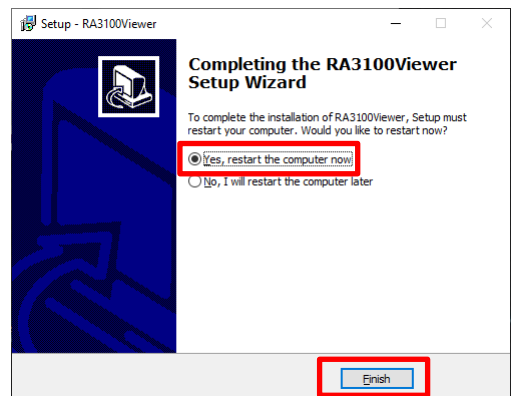 Setup - RA3100Viewer
Completing the RA3100Viewer
Setup Wizard
To complete the installation of RA3100Viewer, Setup must
restart your computer. Would you like to restart now?
Yes, restart the computer now
No, I will restart the computer later
Finish